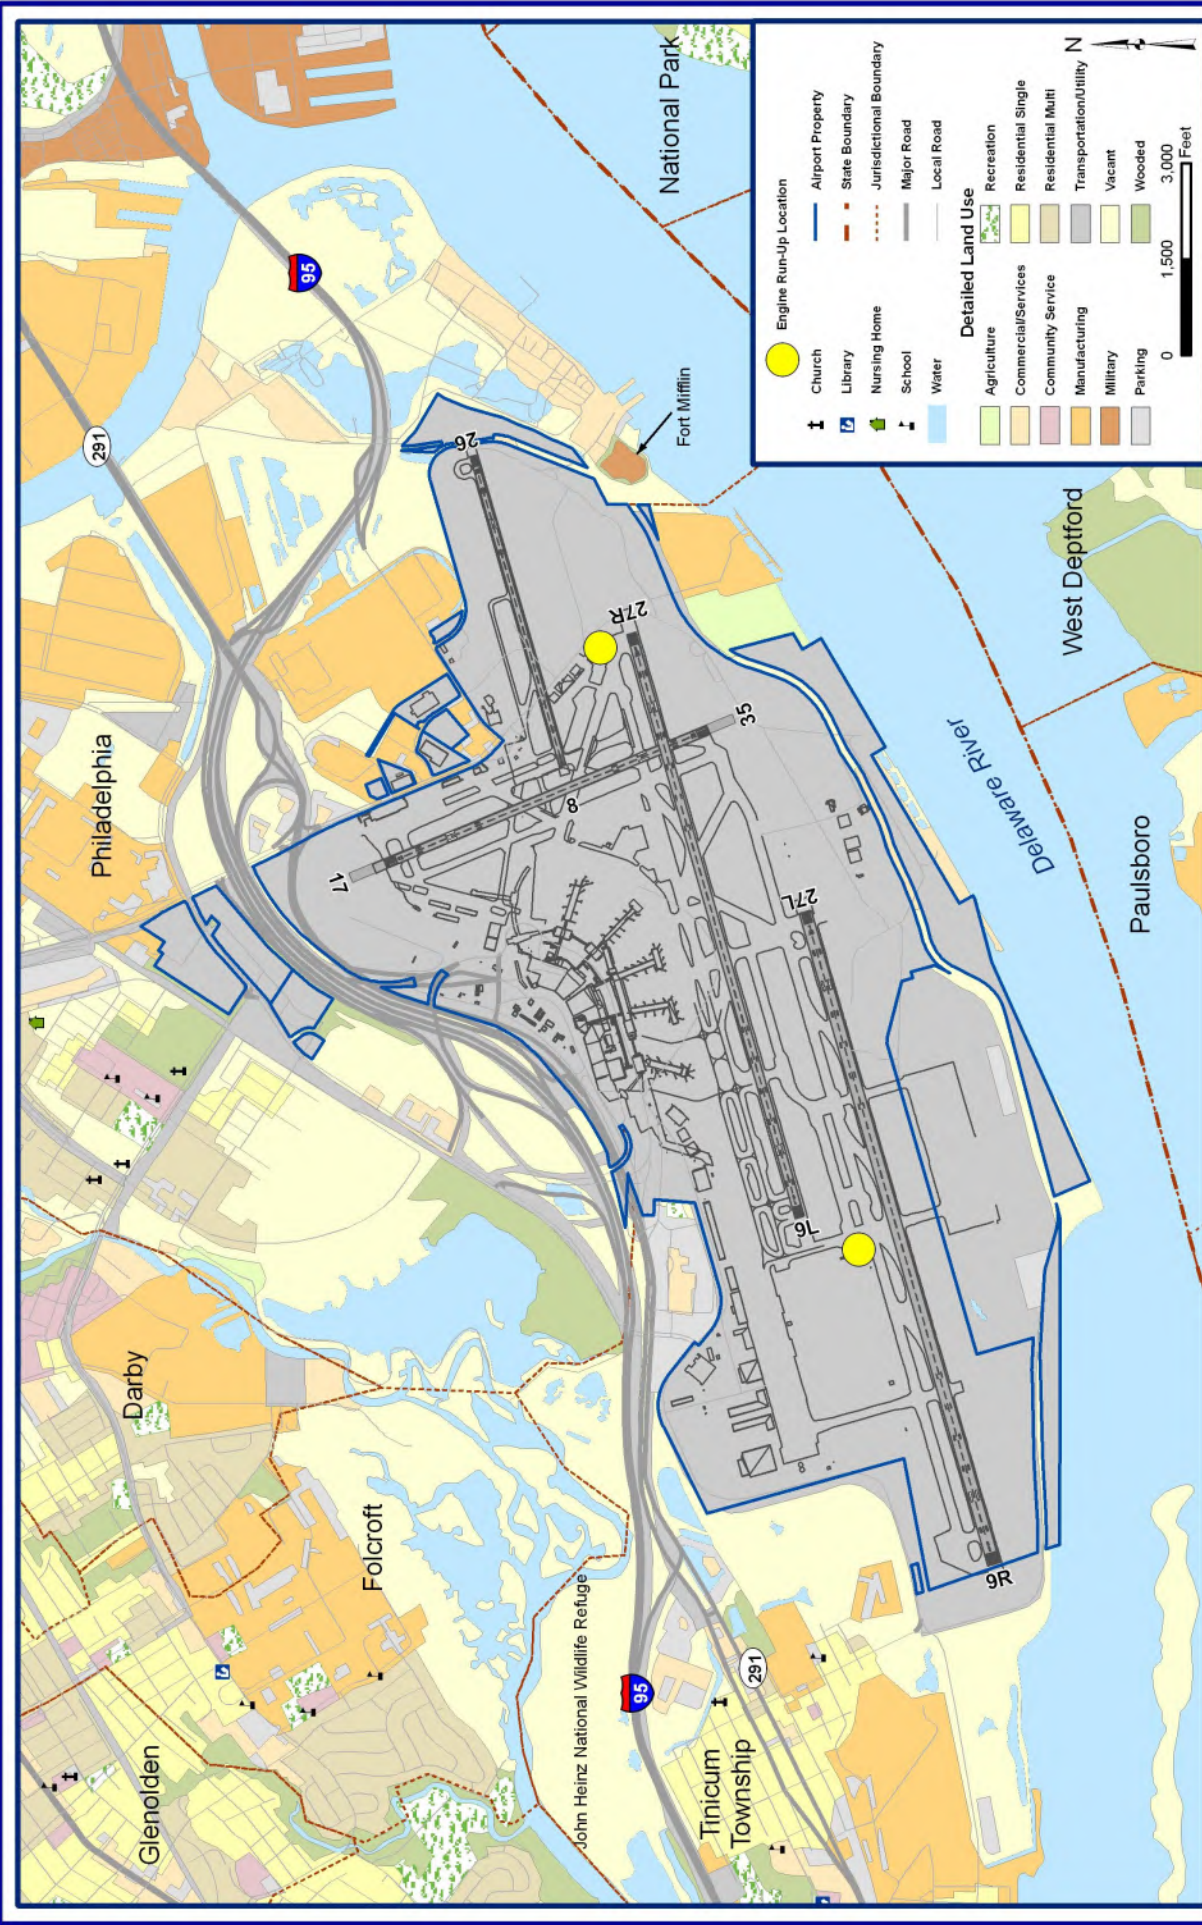 Philadelphia
291
95
National Park
Darby
Glenolden
Folcroft
John Heinz National Wildlife Refuge
95
291
Tinicum
Township
17
8
26
27R
35
27L
9L
9R
Fort Mifflin
Delaware River
West Deptford
Paulsboro
Engine Run-Up Location
Church
Library
Nursing Home
School
Water
Airport Property
State Boundary
Jurisdictional Boundary
Major Road
Local Road
Detailed Land Use
Agriculture
Commercial/Services
Community Service
Manufacturing
Military
Parking
Recreation
Residential Single
Residential Multi
Transportation/Utility
Vacant
Wooded
N
0 1,500 3,000
Feet